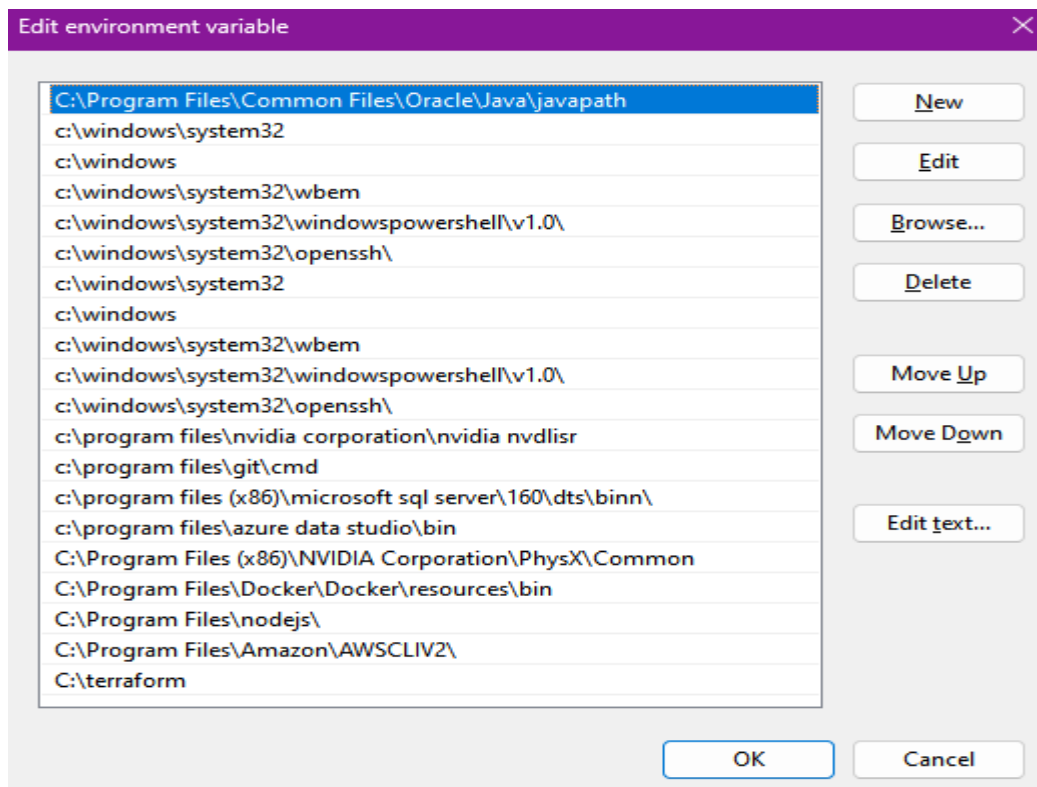 Edit environment variable
C:\Program Files\Common Files\Oracle\Java\javapath
c:\windows\system32
c:\windows
c:\windows\system32\wbem
c:\windows\system32\windowspowershell\v1.0\
c:\windows\system32\openssh\
c:\windows\system32
c:\windows
c:\windows\system32\wbem
c:\windows\system32\windowspowershell\v1.0\
c:\windows\system32\openssh\
c:\program files\nvidia corporation\nvidia nvdlisr
c:\program files\git\cmd
c:\program files (x86)\microsoft sql server\160\dts\binn\
c:\program files\azure data studio\bin
C:\Program Files (x86)\NVIDIA Corporation\PhysX\Common
C:\Program Files\Docker\Docker\resources\bin
C:\Program Files\nodejs\
C:\Program Files\Amazon\AWSCLIV2\
C:\terraform
New
Edit
Browse...
Delete
Move Up
Move Down
Edit text...
OK
Cancel